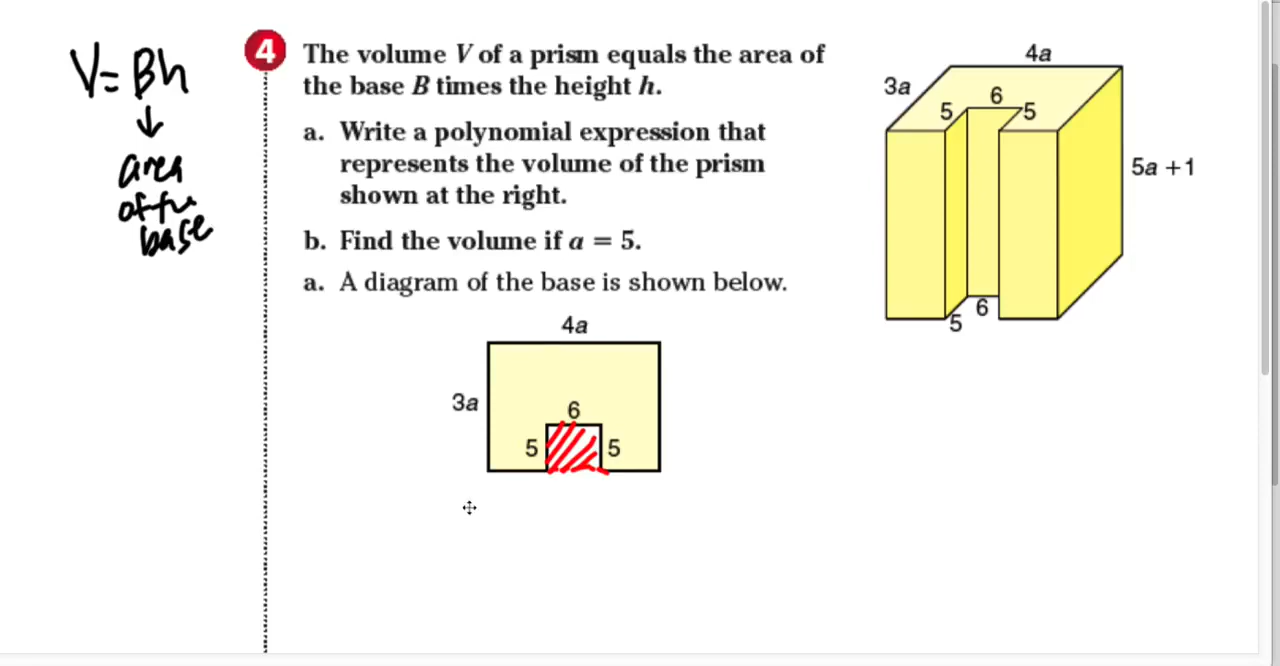 V = Bh
↓
area
of the
base
4
The volume V of a prism equals the area of
the base B times the height h.
a. Write a polynomial expression that
represents the volume of the prism
shown at the right.
b. Find the volume if a = 5.
a. A diagram of the base is shown below.
4a
3a
6
5
5
4a
3a
6
5
5
5a +1
6
5